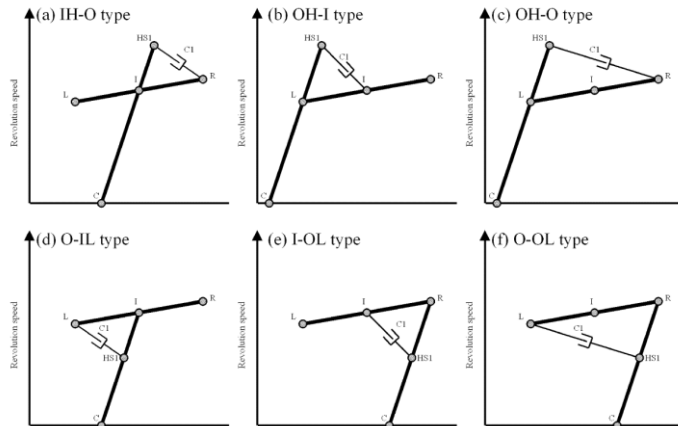 (a) IH-O type
Revolution speed
HS1
C1
R
I
L
C
(b) OH-I type
Revolution speed
HS1
C1
I
R
L
C
(c) OH-O type
Revolution speed
HS1
C1
R
I
L
C
(d) O-IL type
Revolution speed
R
I
L
C1
HS1
C
(e) I-OL type
Revolution speed
R
I
L
C1
HS1
C
(f) O-OL type
Revolution speed
R
I
L
C1
HS1
C